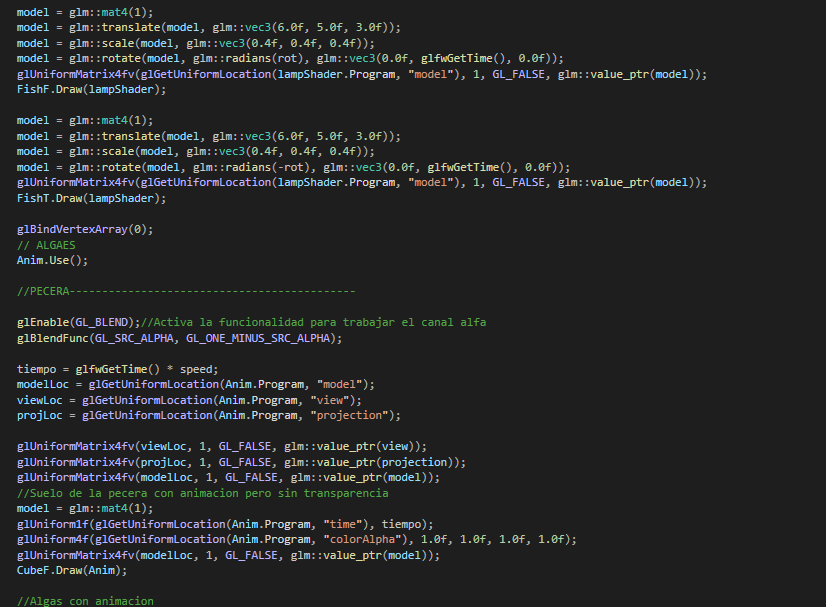 model = glm::mat4(1);
model = glm::translate(model, glm::vec3(6.0f, 5.0f, 3.0f));
model = glm::scale(model, glm::vec3(0.4f, 0.4f, 0.4f));
model = glm::rotate(model, glm::radians(rot), glm::vec3(0.0f, glfwGetTime(), 0.0f));
glUniformMatrix4fv(glGetUniformLocation(lampShader.Program, "model"), 1, GL_FALSE, glm::value_ptr(model));
FishF.Draw(lampShader);

model = glm::mat4(1);
model = glm::translate(model, glm::vec3(6.0f, 5.0f, 3.0f));
model = glm::scale(model, glm::vec3(0.4f, 0.4f, 0.4f));
model = glm::rotate(model, glm::radians(-rot), glm::vec3(0.0f, glfwGetTime(), 0.0f));
glUniformMatrix4fv(glGetUniformLocation(lampShader.Program, "model"), 1, GL_FALSE, glm::value_ptr(model));
FishT.Draw(lampShader);

glBindVertexArray(0);
// ALGAES
Anim.Use();

//PECERA--------------------------------------------

glEnable(GL_BLEND);//Activa la funcionalidad para trabajar el canal alfa
glBlendFunc(GL_SRC_ALPHA, GL_ONE_MINUS_SRC_ALPHA);

tiempo = glfwGetTime() * speed;
modelLoc = glGetUniformLocation(Anim.Program, "model");
viewLoc = glGetUniformLocation(Anim.Program, "view");
projLoc = glGetUniformLocation(Anim.Program, "projection");

glUniformMatrix4fv(viewLoc, 1, GL_FALSE, glm::value_ptr(view));
glUniformMatrix4fv(projLoc, 1, GL_FALSE, glm::value_ptr(projection));
glUniformMatrix4fv(modelLoc, 1, GL_FALSE, glm::value_ptr(model));
//Suelo de la pecera con animacion pero sin transparencia
model = glm::mat4(1);
glUniform1f(glGetUniformLocation(Anim.Program, "time"), tiempo);
glUniform4f(glGetUniformLocation(Anim.Program, "colorAlpha"), 1.0f, 1.0f, 1.0f, 1.0f);
glUniformMatrix4fv(modelLoc, 1, GL_FALSE, glm::value_ptr(model));
CubeF.Draw(Anim);

//Algas con animacion